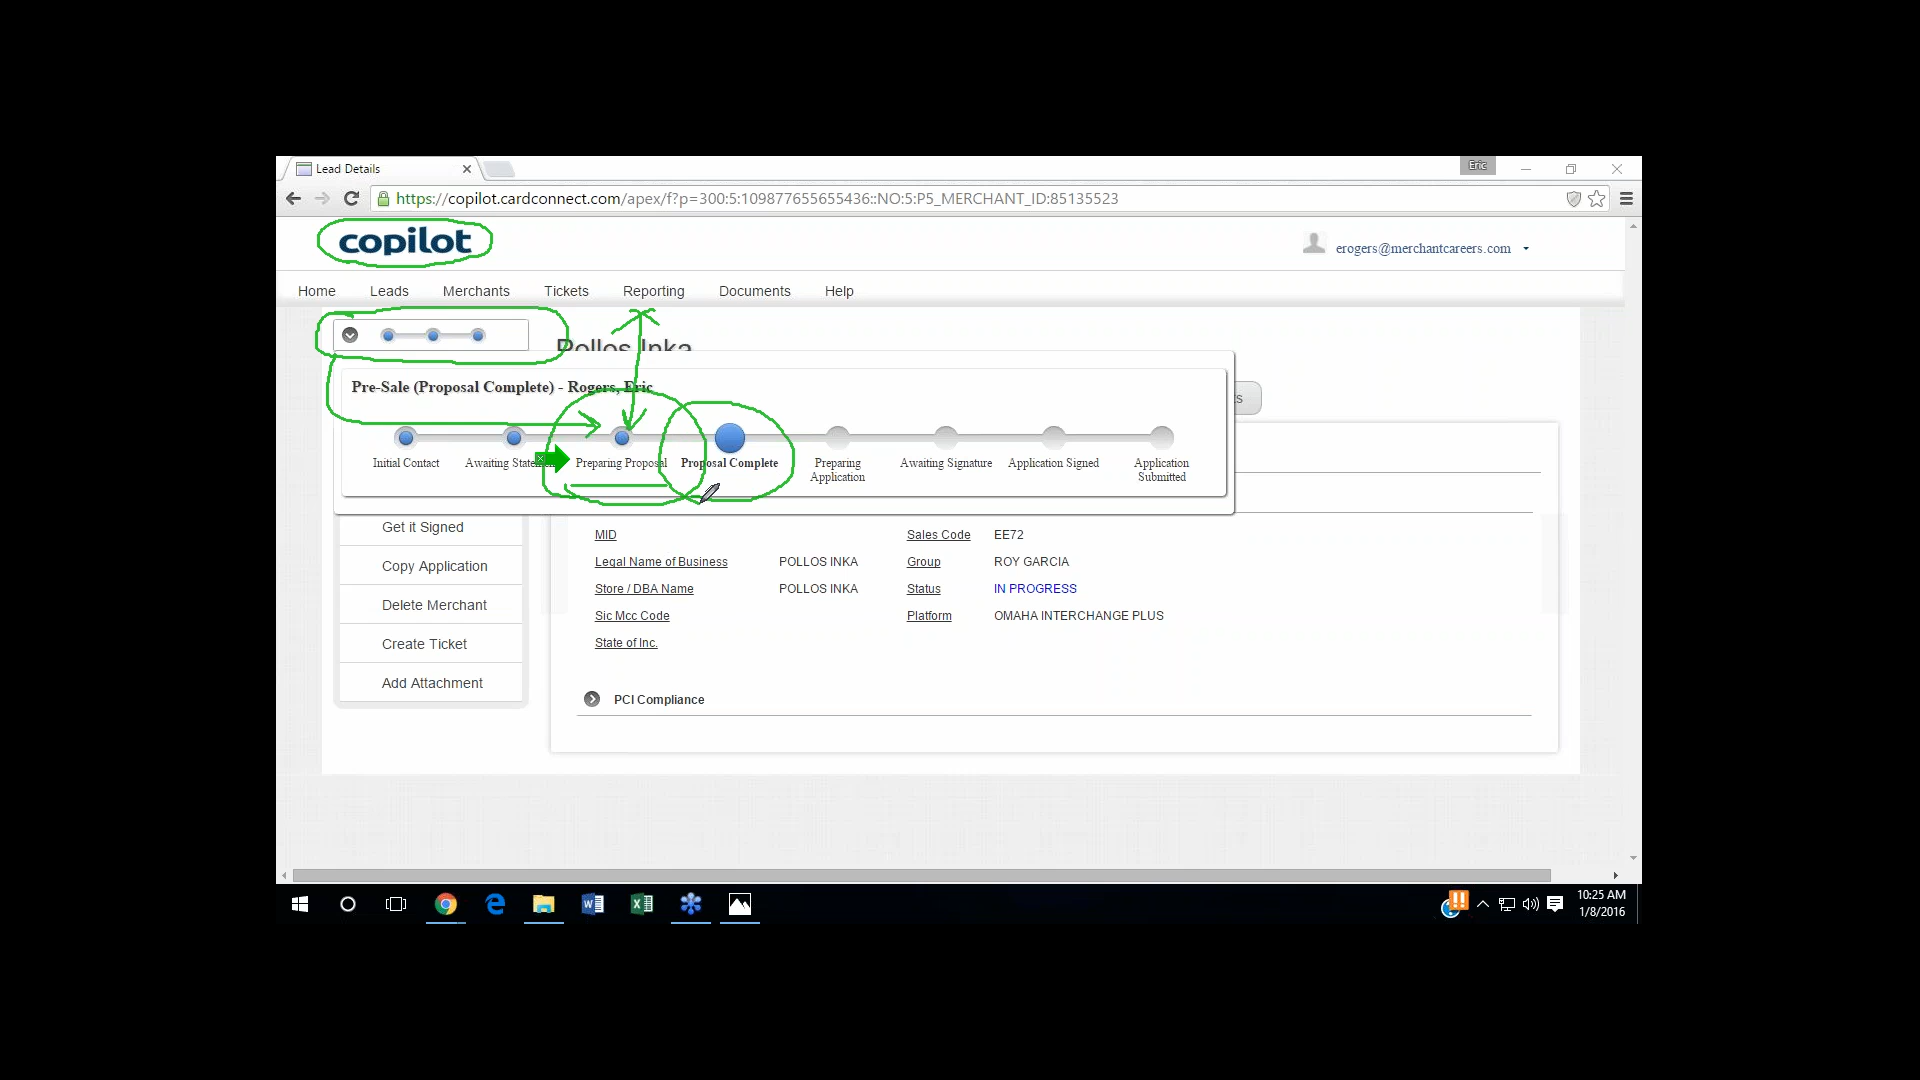 Lead Details
Eric
https://copilot.cardconnect.com/apex/f?p=300:5:109877655655436::NO:5:P5_MERCHANT_ID:85135523
copilot
erogers@merchantcareers.com
Home Leads Merchants Tickets Reporting Documents Help
Pollos Inka
Pre-Sale (Proposal Complete) - Rogers, Eric
Initial Contact Awaiting Statement Preparing Proposal Proposal Complete Preparing Application Awaiting Signature Application Signed Application Submitted
Get it Signed
Copy Application
Delete Merchant
Create Ticket
Add Attachment
MID Sales Code EE72
Legal Name of Business POLLOS INKA Group ROY GARCIA
Store / DBA Name POLLOS INKA Status IN PROGRESS
Sic Mcc Code Platform OMAHA INTERCHANGE PLUS
State of Inc.
PCI Compliance
10:25 AM
1/8/2016